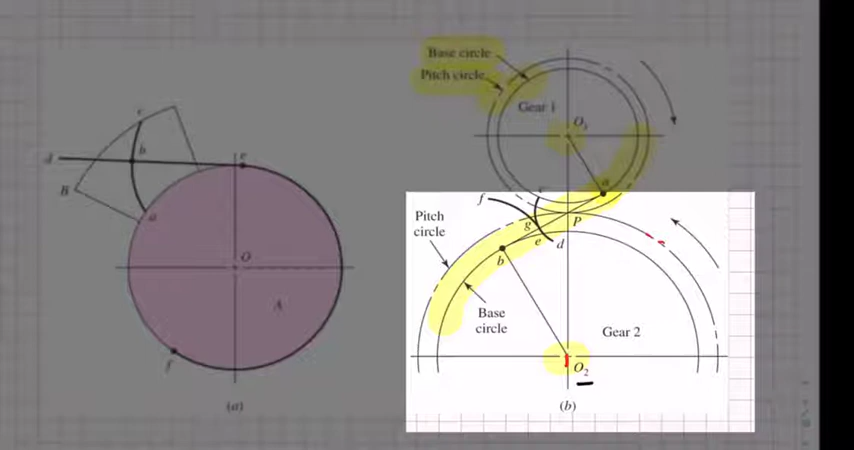 Base circle
Pitch circle
Gear 1
O1
c
b
d
e
B
a
O
A
f
(a)
a
f
c
g
P
e
d
b
Pitch
circle
Base
circle
Gear 2
O2
(b)